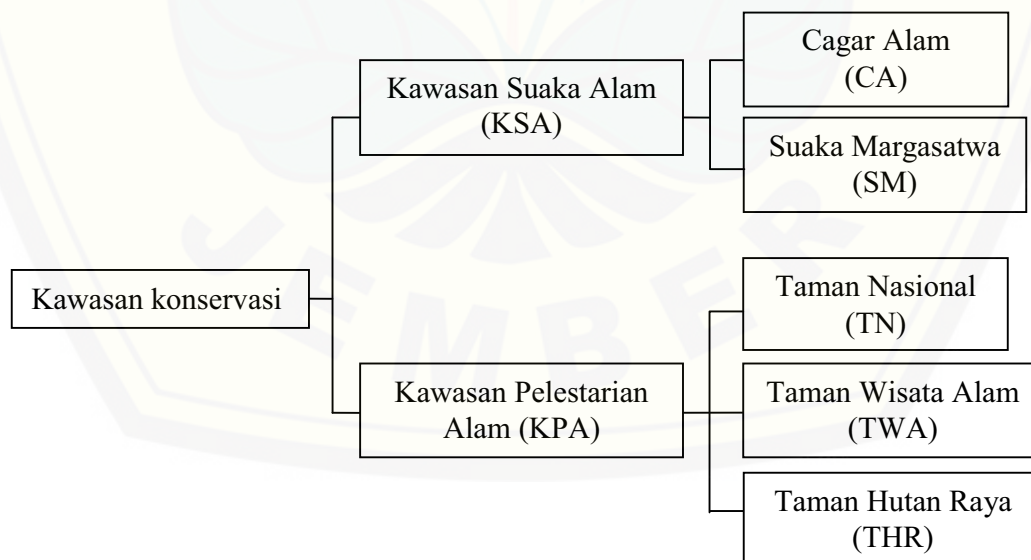 Kawasan konservasi
Kawasan Suaka Alam
(KSA)
Cagar Alam
(CA)
Suaka Margasatwa
(SM)
Kawasan Pelestarian
Alam (KPA)
Taman Nasional
(TN)
Taman Wisata Alam
(TWA)
Taman Hutan Raya
(THR)
JEMBER